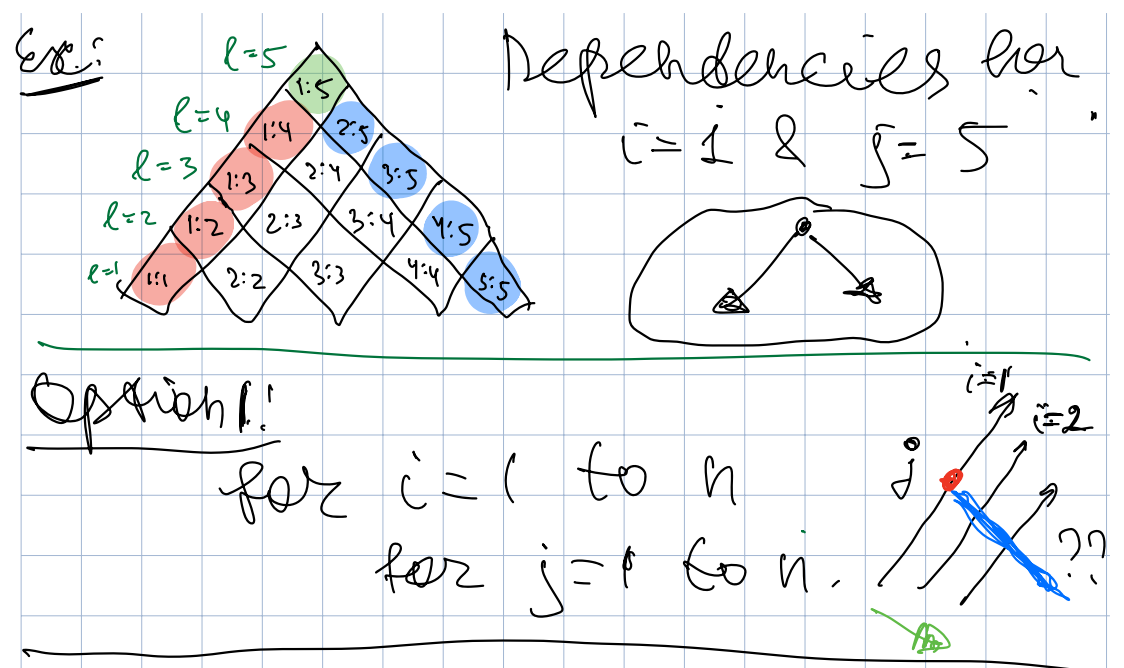 Exc:
Dependencies for
i=1 & j=5
l=5
1:5
l=4
1:4 2:5
l=3
1:3 2:4 3:5
l=2
1:2 2:3 3:4 4:5
l=1
1:1 2:2 3:3 4:4 5:5
Option 1:
for i=1 to n
for j=1 to n.
i=1
i=2
j
??